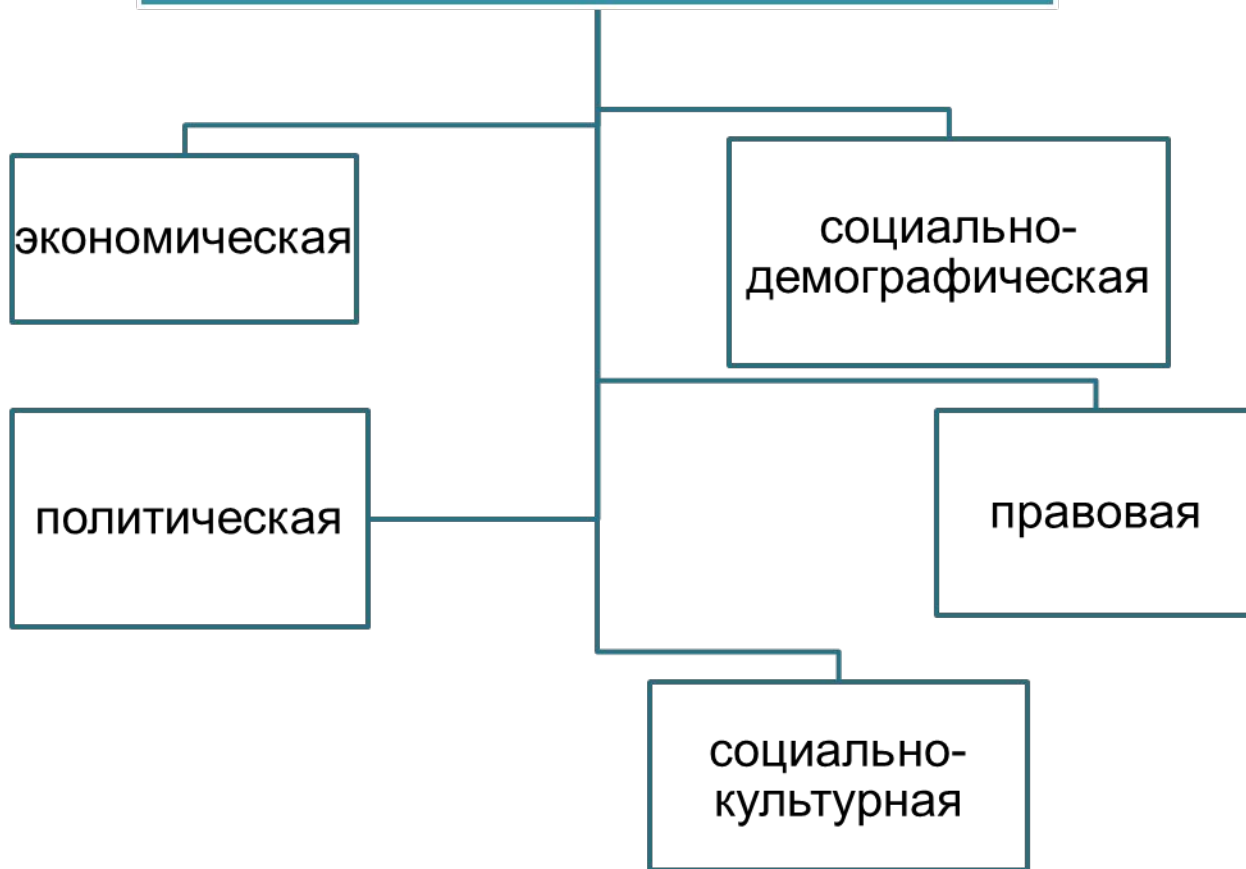 экономическая
социально-
демографическая
политическая
правовая
социально-
культурная